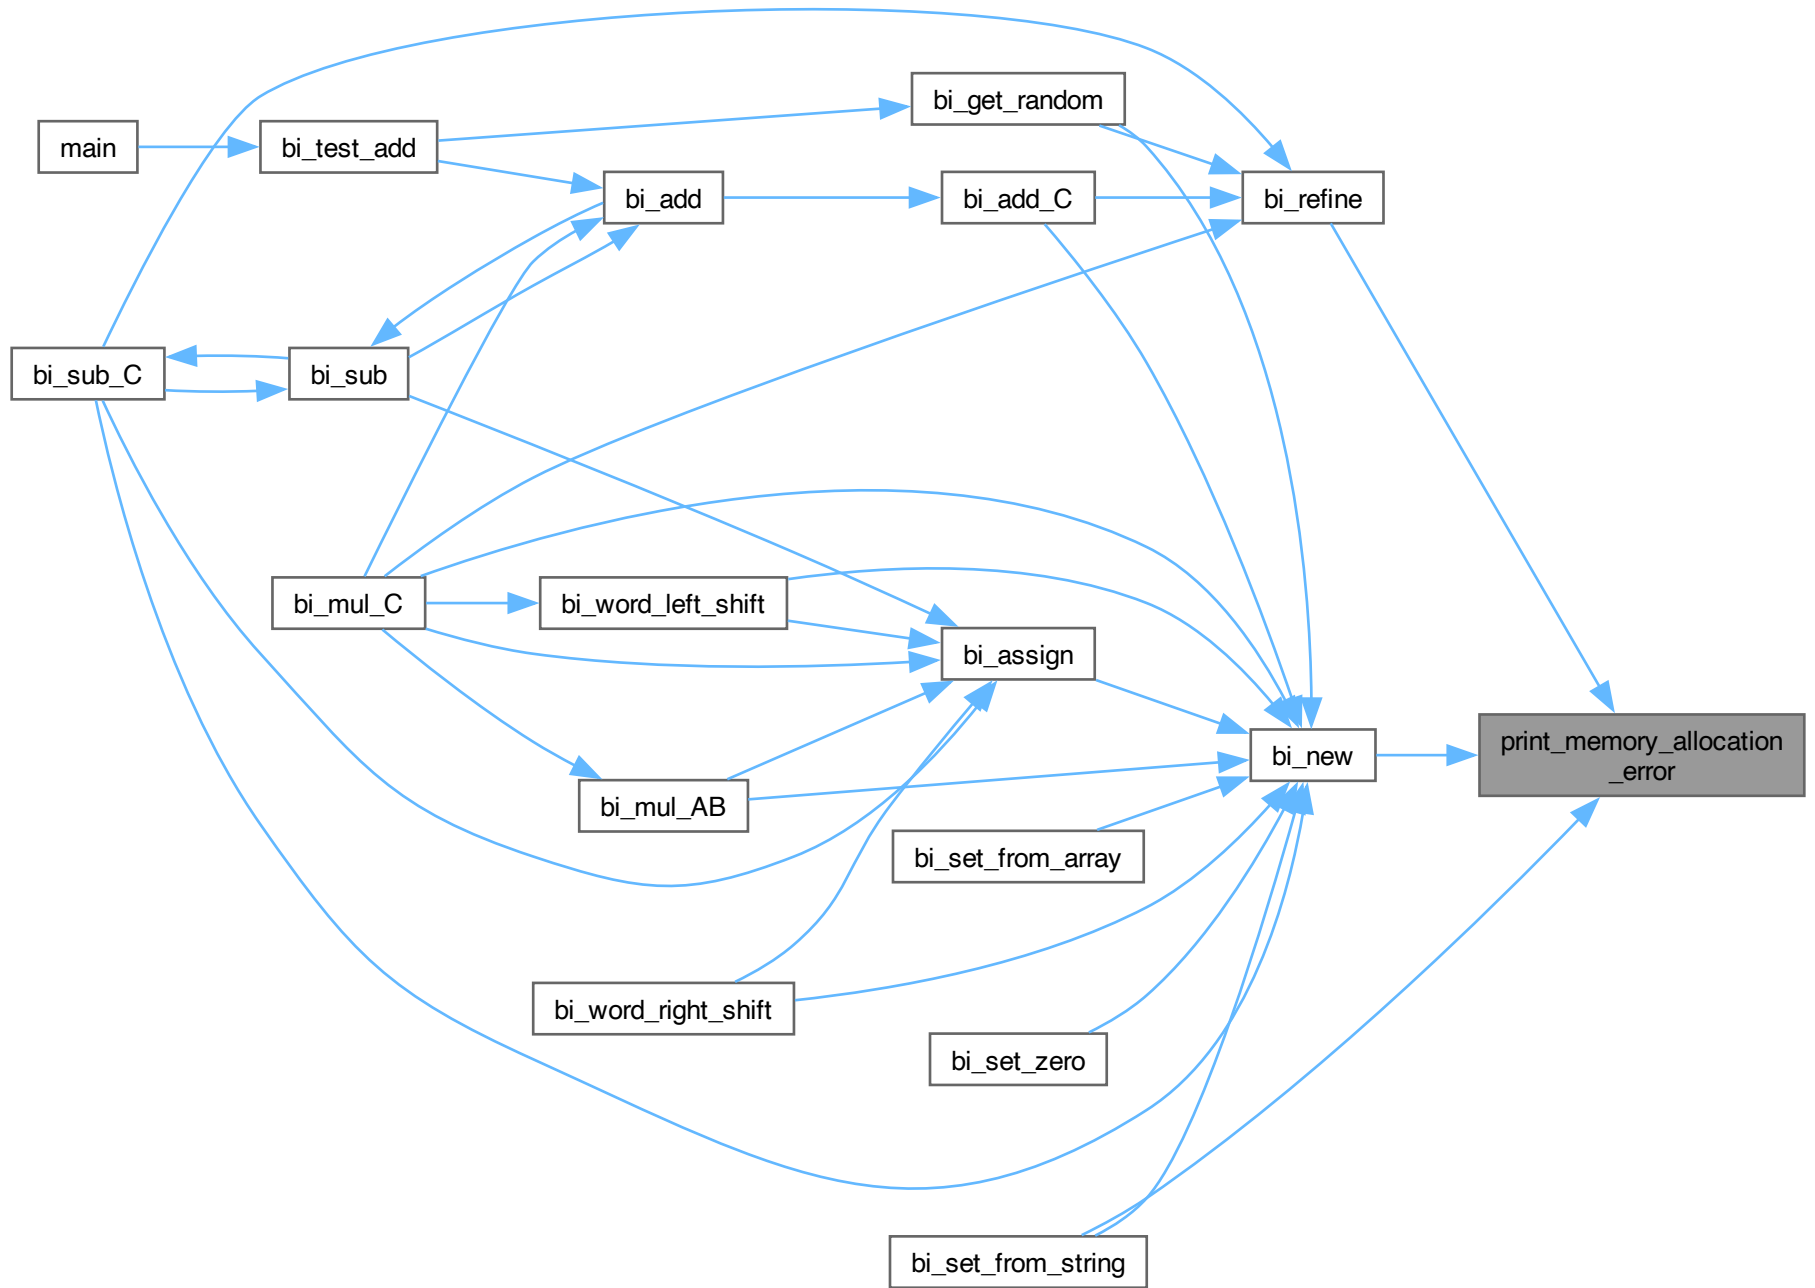 bi_get_random
main
bi_test_add
bi_add
bi_add_C
bi_refine
bi_sub_C
bi_sub
bi_mul_C
bi_word_left_shift
bi_assign
print_memory_allocation
_error
bi_new
bi_mul_AB
bi_set_from_array
bi_word_right_shift
bi_set_zero
bi_set_from_string